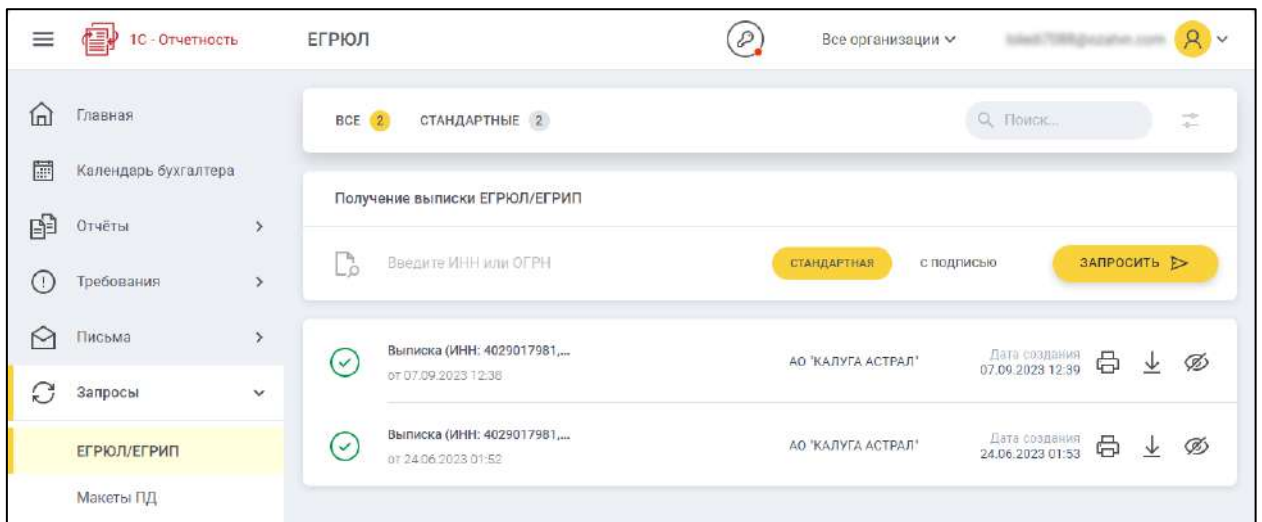 1С - Отчетность
ЕГРЮЛ
Все организации
Главная
Календарь бухгалтера
Отчёты
Требования
Письма
Запросы
ЕГРЮЛ/ЕГРИП
Макеты ПД
ВСЕ 2 СТАНДАРТНЫЕ 2
Поиск...
Получение выписки ЕГРЮЛ/ЕГРИП
Введите ИНН или ОГРН
СТАНДАРТНАЯ
С ПОДПИСЬЮ
ЗАПРОСИТЬ
Выписка (ИНН: 4029017981,...
от 07.09.2023 12:38
АО "КАЛУГА АСТРАЛ"
Дата создания
07.09.2023 12:39
Выписка (ИНН: 4029017981,...
от 24.06.2023 01:52
АО "КАЛУГА АСТРАЛ"
Дата создания
24.06.2023 01:53